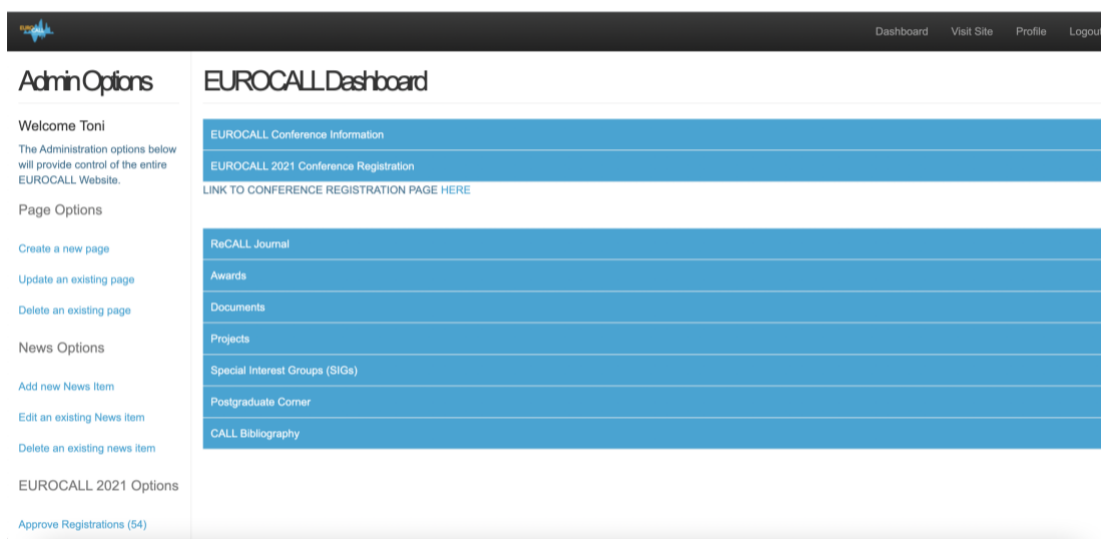 EUROCALL
Dashboard Visit Site Profile Logout
Admin Options
Welcome Toni
The Administration options below
will provide control of the entire
EUROCALL Website.
Page Options
Create a new page
Update an existing page
Delete an existing page
News Options
Add new News Item
Edit an existing News item
Delete an existing news item
EUROCALL 2021 Options
Approve Registrations (54)
EUROCALL Dashboard
EUROCALL Conference Information
EUROCALL 2021 Conference Registration
LINK TO CONFERENCE REGISTRATION PAGE HERE
ReCALL Journal
Awards
Documents
Projects
Special Interest Groups (SIGs)
Postgraduate Corner
CALL Bibliography